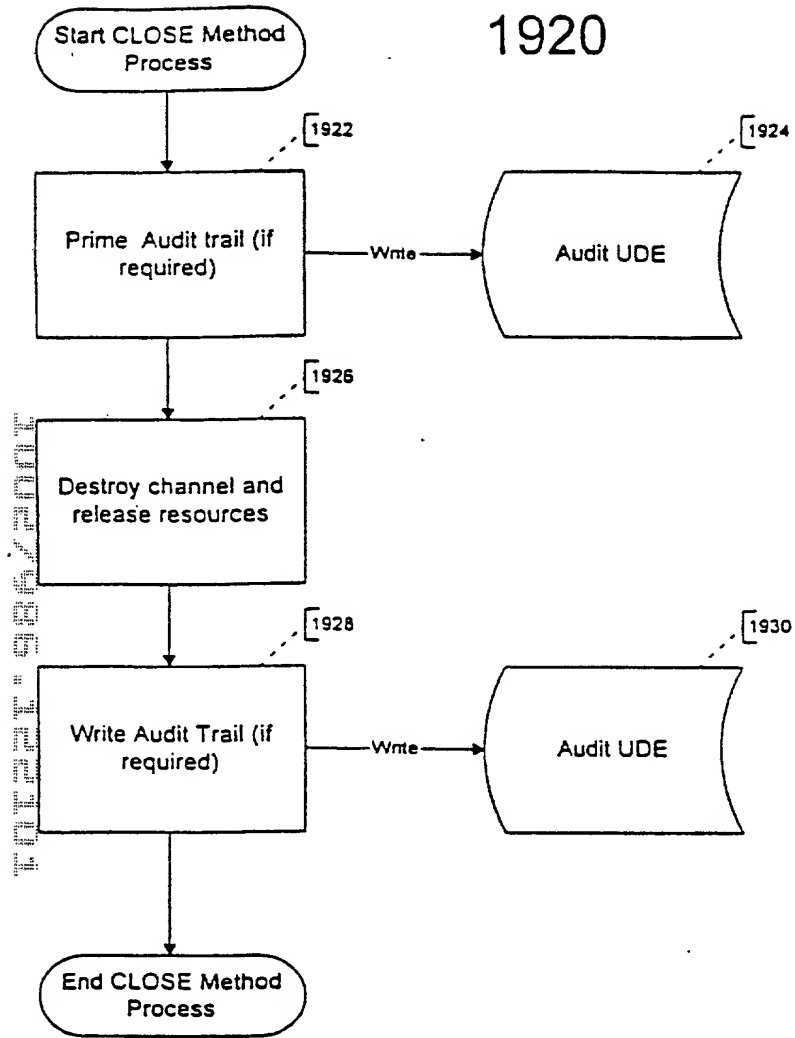 1920
Start CLOSE Method
Process
1922
1924
Prime Audit trail (if
required)
Write
Audit UDE
1926
Destroy channel and
release resources
1928
1930
Write Audit Trail (if
required)
Write
Audit UDE
End CLOSE Method
Process